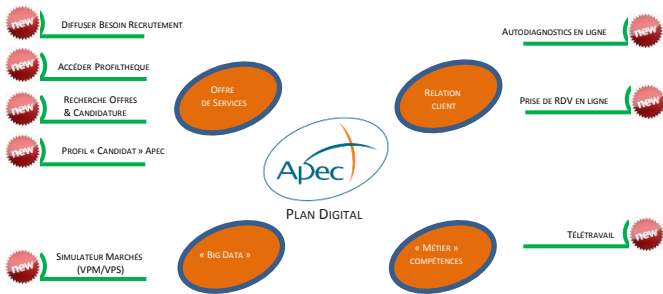 new
DIFFUSER BESOIN RECRUTEMENT
new
ACCÉDER PROFILTHEQUE
new
RECHERCHE OFFRES
& CANDIDATURE
new
PROFIL « CANDIDAT » APEC
OFFRE
DE SERVICES
RELATION
CLIENT
AUTODIAGNOSTICS EN LIGNE
new
PRISE DE RDV EN LIGNE
new
Apec
PLAN DIGITAL
new
SIMULATEUR MARCHÉS
(VPM/VPS)
« BIG DATA »
« MÉTIER »
COMPÉTENCES
TÉLÉTRAVAIL
new